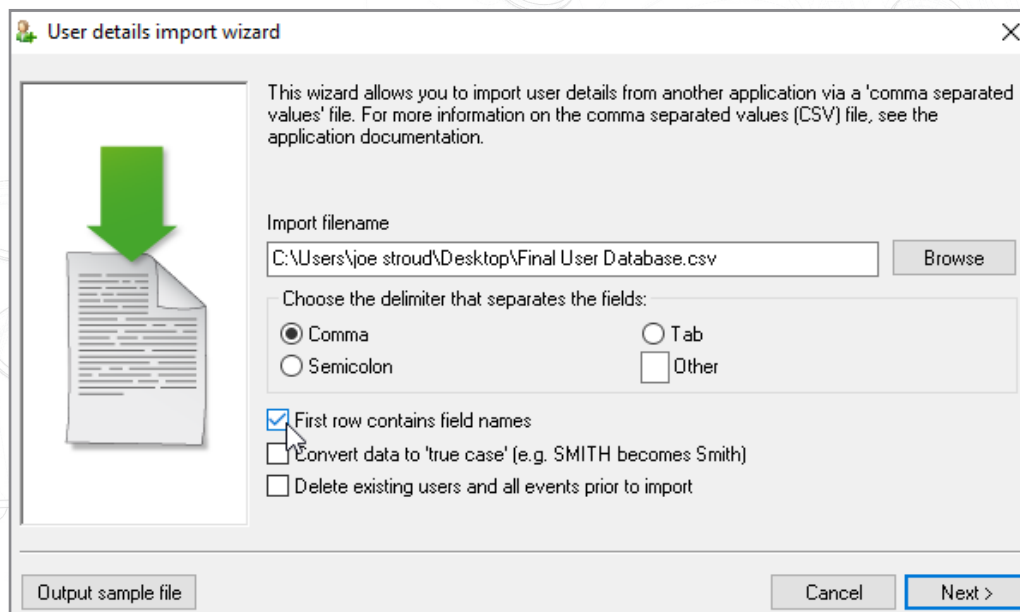 User details import wizard
This wizard allows you to import user details from another application via a 'comma separated
values' file. For more information on the comma separated values (CSV) file, see the
application documentation.
Import filename
C:\Users\joe stroud\Desktop\Final User Database.csv
Browse
Choose the delimiter that separates the fields:
Comma
Tab
Semicolon
Other
First row contains field names
Convert data to 'true case' (e.g. SMITH becomes Smith)
Delete existing users and all events prior to import
Output sample file
Cancel
Next >